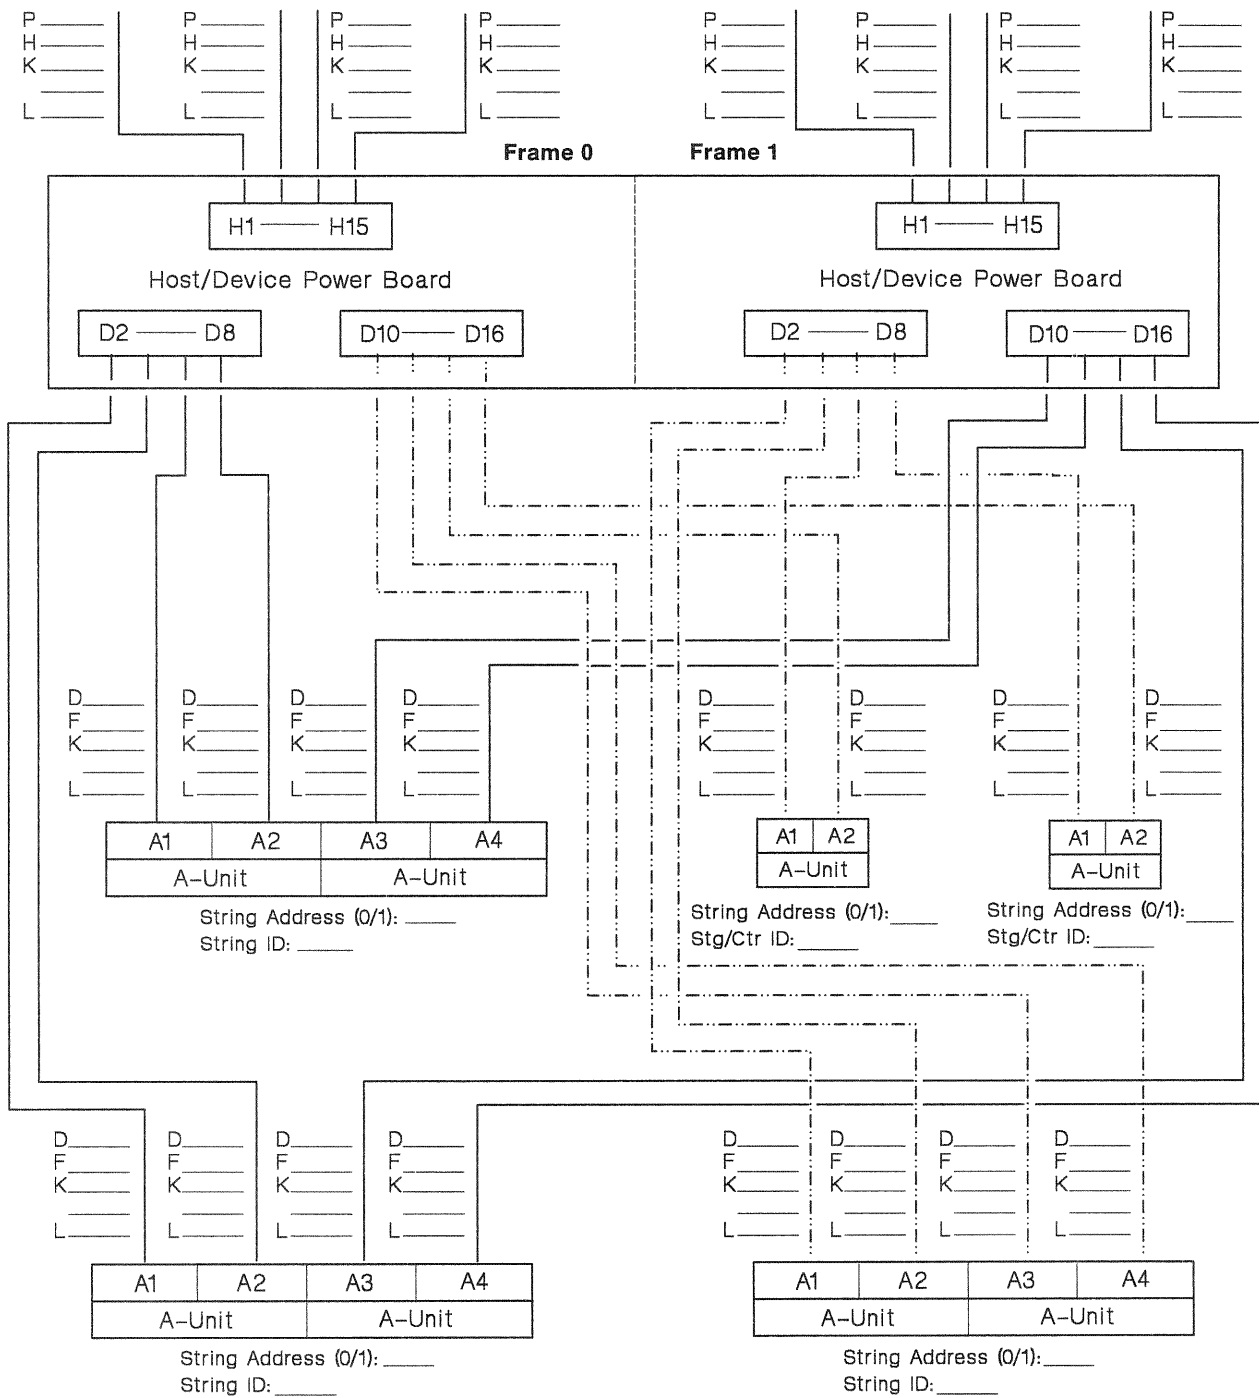 P P P P P P P P
H H H H H H H H
K K K K K K K K
L L L L L L L L
Frame 0 Frame 1
H1 H15 H1 H15
Host/Device Power Board Host/Device Power Board
D2 D8 D10 D16 D2 D8 D10 D16
D D D D D D D D
F F F F F F F F
K K K K K K K K
L L L L L L L L
A1 A2 A3 A4 A1 A2 A1 A2
A-Unit A-Unit A-Unit A-Unit
String Address (0/1): String Address (0/1): String Address (0/1):
String ID: Stg/Ctr ID: Stg/Ctr ID:
D D D D D D D D
F F F F F F F F
K K K K K K K K
L L L L L L L L
A1 A2 A3 A4 A1 A2 A3 A4
A-Unit A-Unit A-Unit A-Unit
String Address (0/1): String Address (0/1):
String ID: String ID: